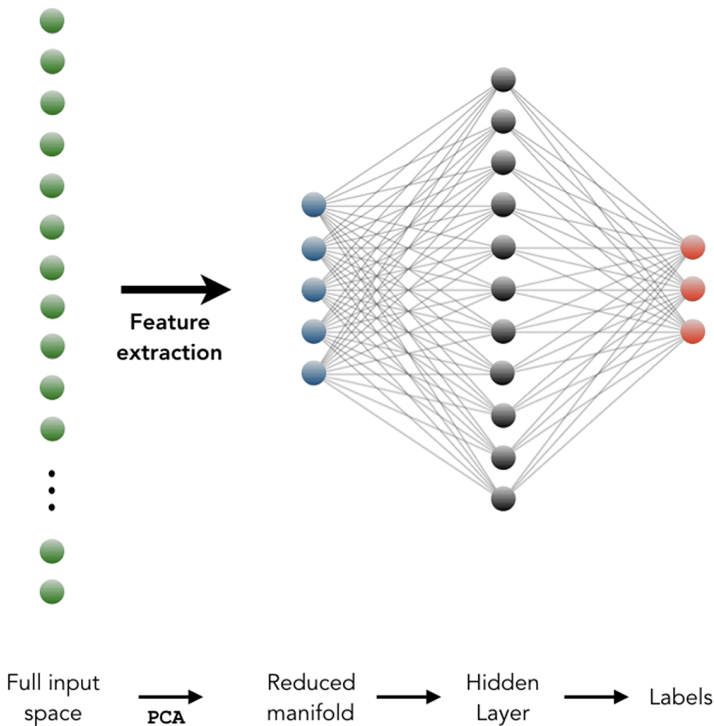 Feature
extraction
Full input
space
PCA
Reduced
manifold
Hidden
Layer
Labels